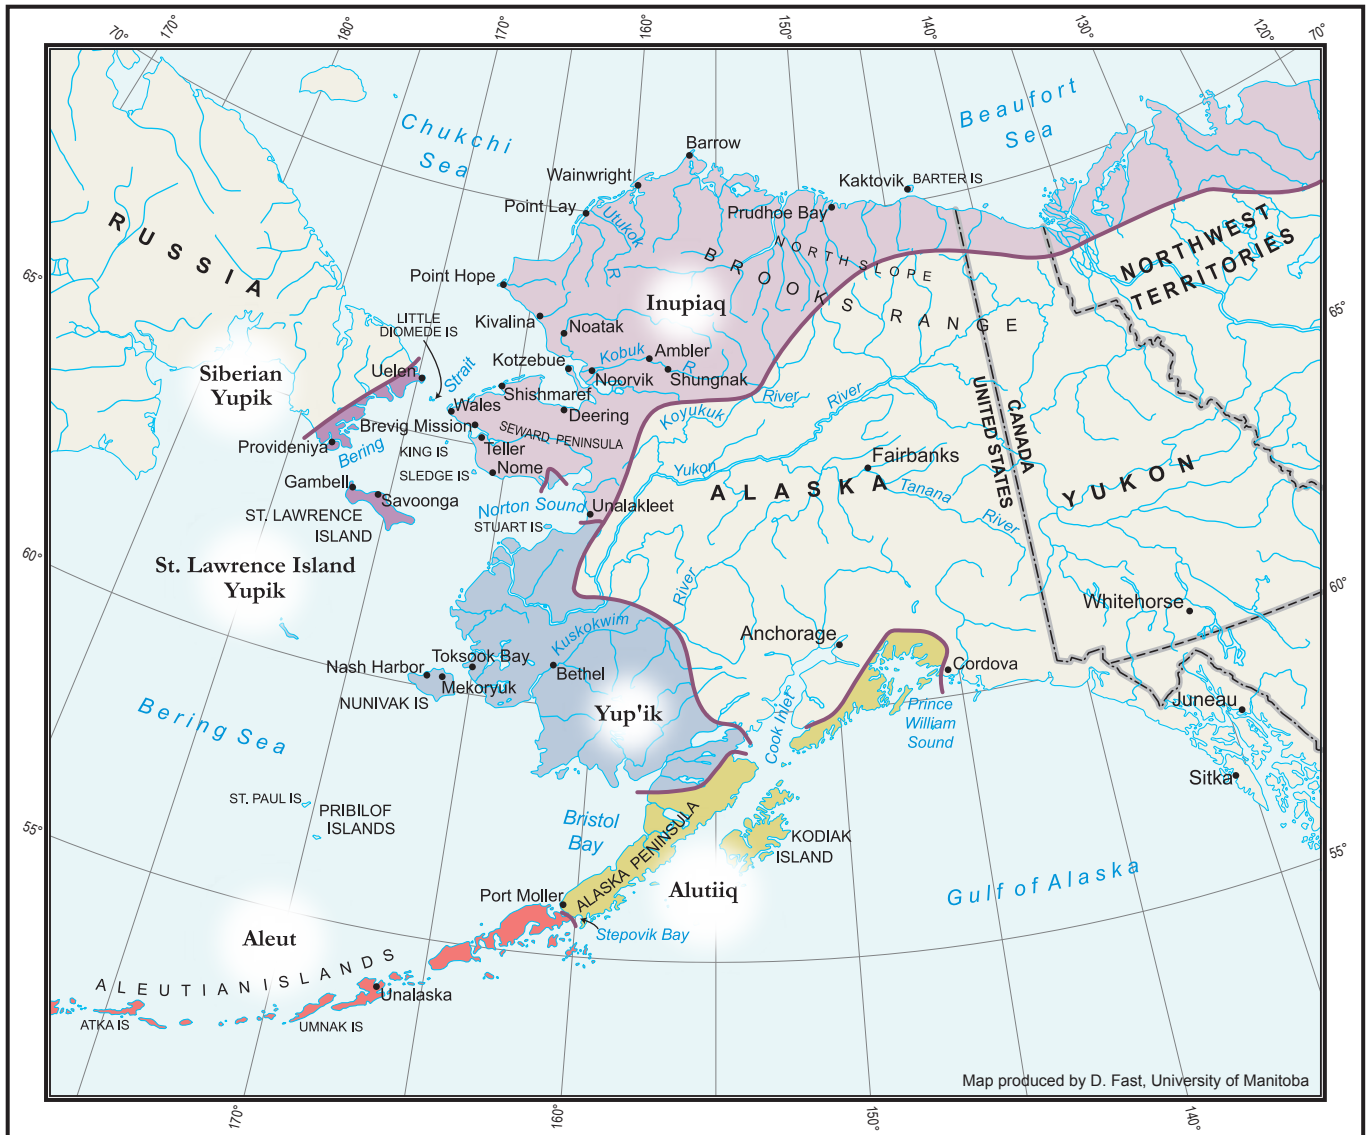 70°
170°
180°
170°
160°
150°
140°
130°
120°
70°
Chukchi
Sea
Beaufort
Sea
Barrow
Wainwright
Kaktovik
BARTER IS
Point Lay
Prudhoe Bay
Utukok
R
RUSSIA
NORTH SLOPE
BROOKS RANGE
NORTHWEST
TERRITORIES
65°
65°
Point Hope
Inupiaq
Kivalina
Noatak
LITTLE
DIOMEDE IS
Kotzebue
Kobuk
R
Ambler
Noorvik
Shungnak
Siberian
Yupik
Uelen
Strait
Shishmaref
Wales
Deering
Koyukuk
River
River
Brevig Mission
SEWARD PENINSULA
Provideniya
Bering
KING IS
Teller
UNITED STATES
CANADA
SLEDGE IS
Nome
Yukon
Fairbanks
Gambell
Savoonga
ALASKA
Tanana
River
YUKON
Norton Sound
Unalakleet
ST. LAWRENCE
ISLAND
STUART IS
60°
60°
St. Lawrence Island
Yupik
River
Kuskokwim
Whitehorse
Anchorage
Toksook Bay
Nash Harbor
Mekoryuk
Bethel
Cordova
NUNIVAK IS
Yup'ik
Cook Inlet
Prince
William
Sound
Juneau
Bering Sea
Sitka
ST. PAUL IS
PRIBILOF
ISLANDS
Bristol
Bay
55°
55°
ALASKA PENINSULA
KODIAK
ISLAND
Port Moller
Alutiiq
Gulf of Alaska
Stepovik Bay
Aleut
ALEUTIAN ISLANDS
Unalaska
ATKA IS
UMNAK IS
Map produced by D. Fast, University of Manitoba
170°
160°
150°
140°